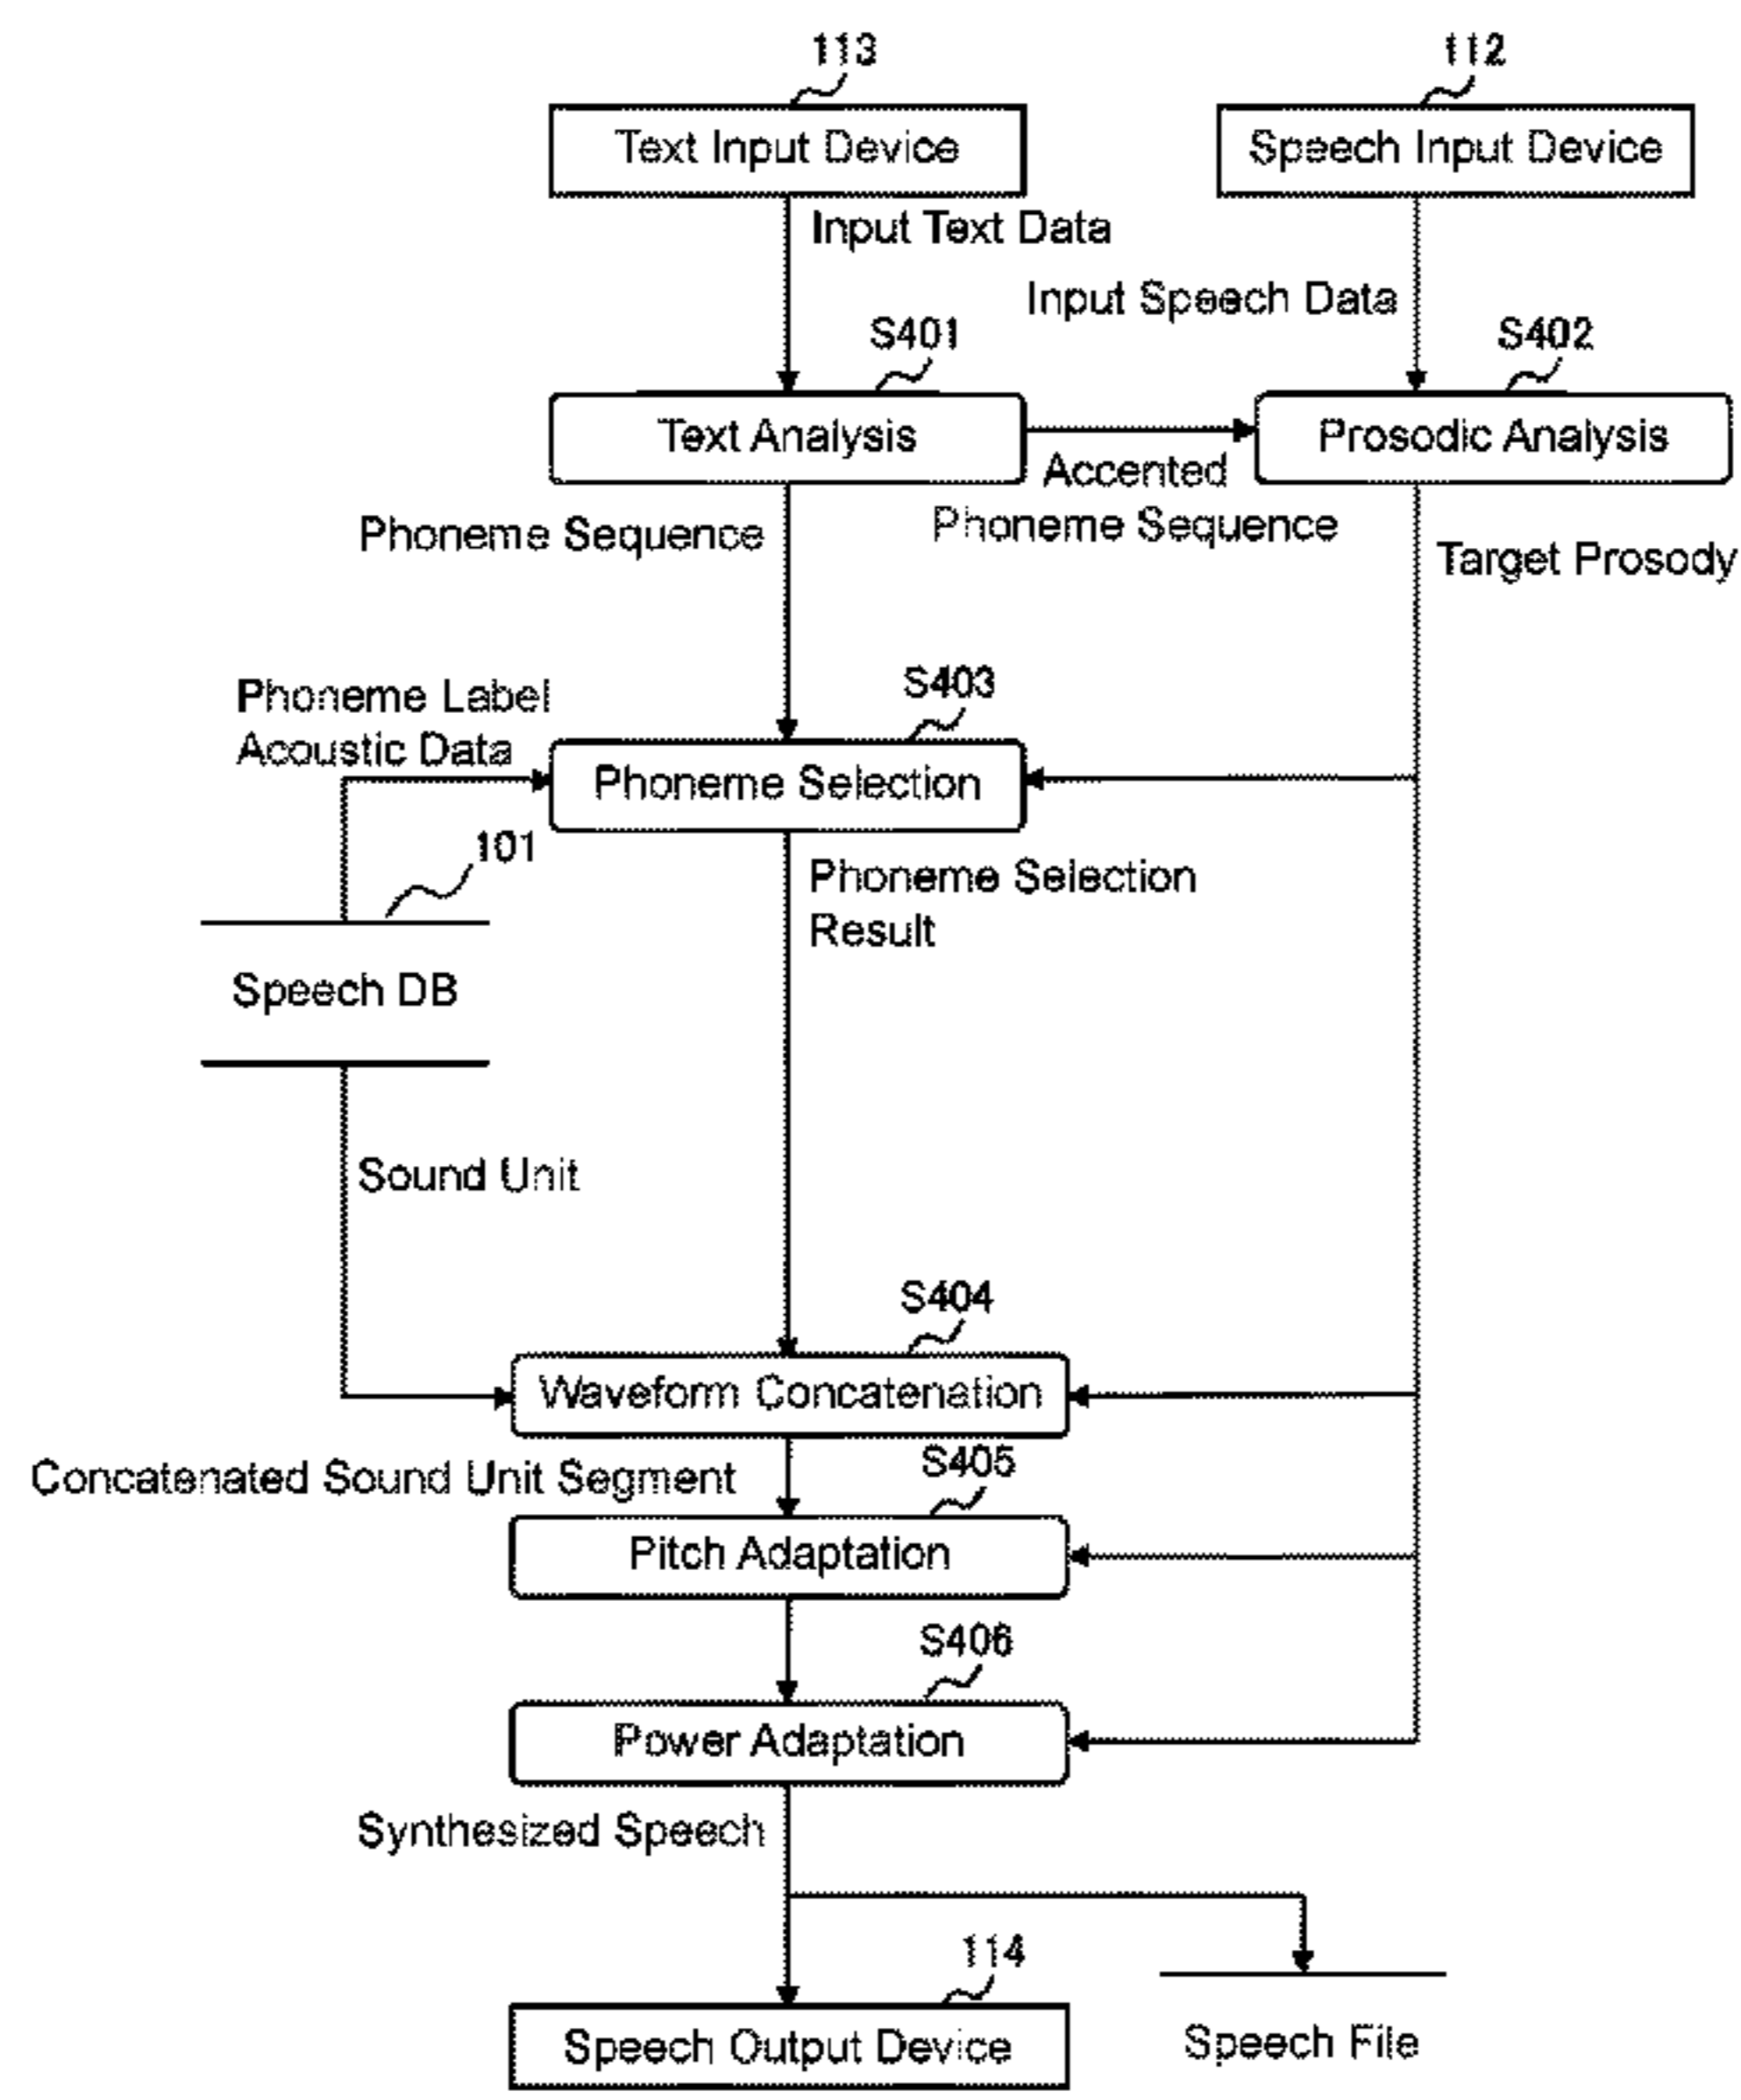 113
112
Text Input Device
Speech Input Device
Input Text Data
Input Speech Data
S401
S402
Text Analysis
Prosodic Analysis
Accented
Phoneme Sequence
Phoneme Sequence
Target Prosody
Phoneme Label
Acoustic Data
S403
Phoneme Selection
101
Phoneme Selection
Result
Speech DB
Sound Unit
S404
Waveform Concatenation
Concatenated Sound Unit Segment
S405
Pitch Adaptation
S406
Power Adaptation
Synthesized Speech
114
Speech Output Device
Speech File